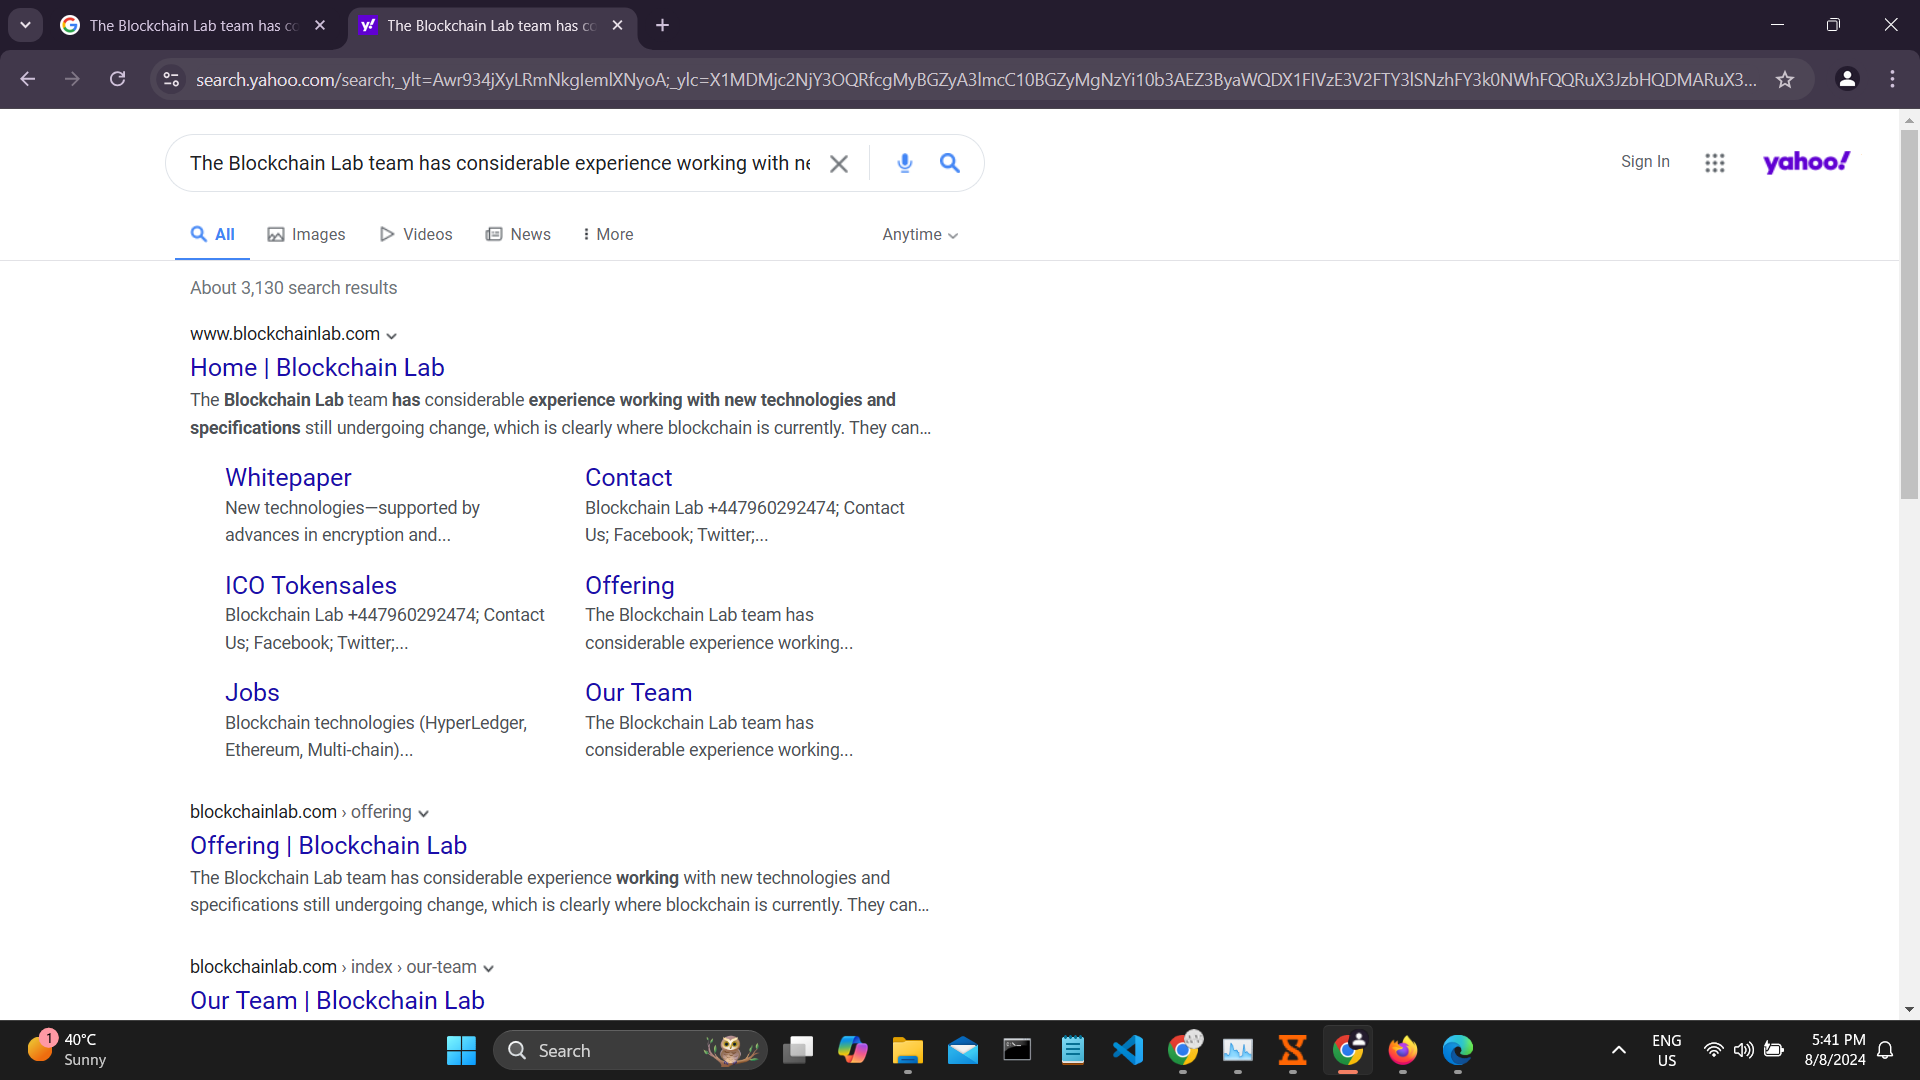 The Blockchain Lab team has co
The Blockchain Lab team has co
search.yahoo.com/search;_ylt=Awr934jXyLRmNkgIemlXNyoA;_ylc=X1MDMjc2NjY3OQRfcgMyBGZyA3lmcC10BGZyMgNzYi10b3AEZ3ByaWQDX1FIVzE3V2FTY3lSNzhFY3k0NWhFQQRuX3JzbHQDMARuX3...
The Blockchain Lab team has considerable experience working with ne
Sign In
yahoo!
All Images Videos News More Anytime
About 3,130 search results
www.blockchainlab.com
Home | Blockchain Lab
The Blockchain Lab team has considerable experience working with new technologies and
specifications still undergoing change, which is clearly where blockchain is currently. They can...
Whitepaper
New technologies—supported by
advances in encryption and...
Contact
Blockchain Lab +447960292474; Contact
Us; Facebook; Twitter;...
ICO Tokensales
Blockchain Lab +447960292474; Contact
Us; Facebook; Twitter;...
Offering
The Blockchain Lab team has
considerable experience working...
Jobs
Blockchain technologies (HyperLedger,
Ethereum, Multi-chain)...
Our Team
The Blockchain Lab team has
considerable experience working...
blockchainlab.com › offering
Offering | Blockchain Lab
The Blockchain Lab team has considerable experience working with new technologies and
specifications still undergoing change, which is clearly where blockchain is currently. They can...
blockchainlab.com › index › our-team
Our Team | Blockchain Lab
1
40°C
Sunny
Search
ENG
US
5:41 PM
8/8/2024